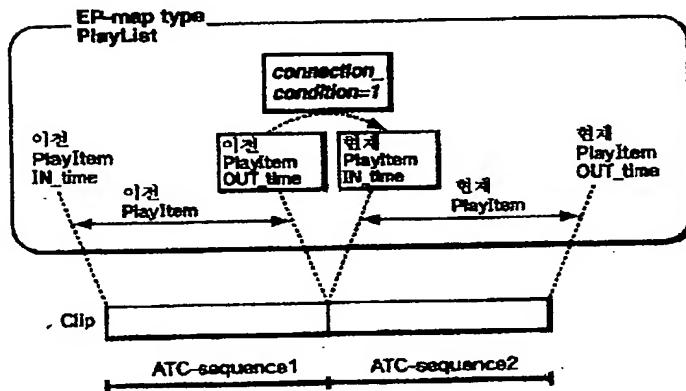 EP-map type
PlayList
connection_
condition=1
이전
PlayItem
IN_time
이전
PlayItem
OUT_time
현재
PlayItem
IN_time
현재
PlayItem
OUT_time
이전
PlayItem
현재
PlayItem
Clip
ATC-sequence1
ATC-sequence2